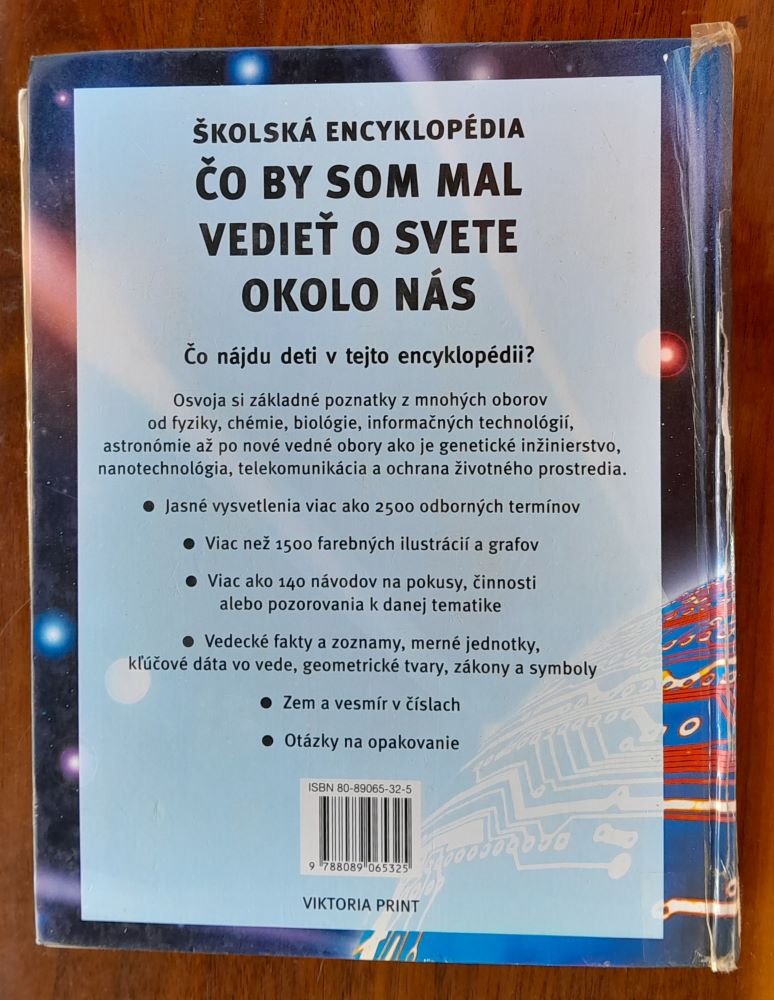 ŠKOLSKÁ ENCYKLOPÉDIA
ČO BY SOM MAL
VEDIEŤ O SVETE
OKOLO NÁS
Čo nájdu deti v tejto encyklopédii?
Osvoja si základné poznatky z mnohých oborov
od fyziky, chémie, biológie, informačných technológií,
astronómie až po nové vedné obory ako je genetické inžinierstvo,
nanotechnológia, telekomunikácia a ochrana životného prostredia.
● Jasné vysvetlenia viac ako 2500 odborných termínov
● Viac než 1500 farebných ilustrácií a grafov
● Viac ako 140 návodov na pokusy, činnosti
alebo pozorovania k danej tematike
● Vedecké fakty a zoznamy, merné jednotky,
kľúčové dáta vo vede, geometrické tvary, zákony a symboly
● Zem a vesmír v číslach
● Otázky na opakovanie
ISBN 80-89065-32-5
9 788089 065325
VIKTORIA PRINT